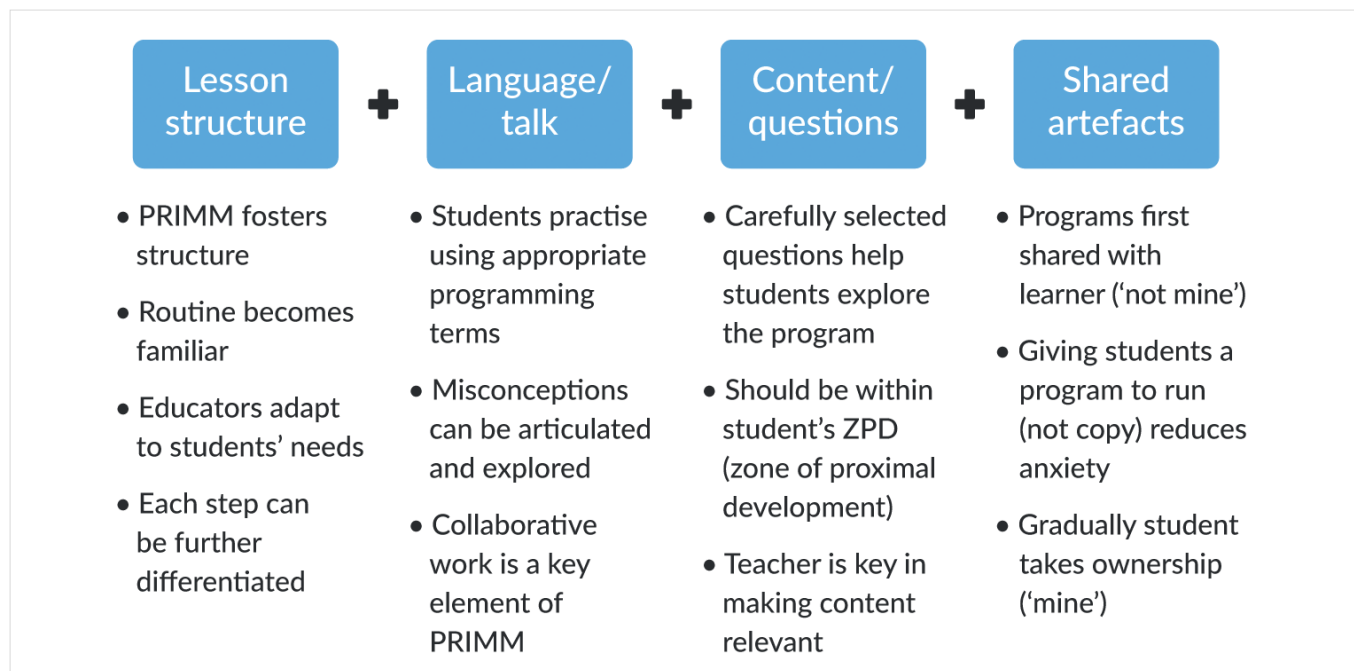 Lesson
structure
Language/
talk
Content/
questions
Shared
artefacts
• PRIMM fosters
structure
• Routine becomes
familiar
• Educators adapt
to students’ needs
• Each step can
be further
differentiated
• Students practise
using appropriate
programming
terms
• Misconceptions
can be articulated
and explored
• Collaborative
work is a key
element of
PRIMM
• Carefully selected
questions help
students explore
the program
• Should be within
student’s ZPD
(zone of proximal
development)
• Teacher is key in
making content
relevant
• Programs first
shared with
learner (‘not mine’)
• Giving students a
program to run
(not copy) reduces
anxiety
• Gradually student
takes ownership
(‘mine’)